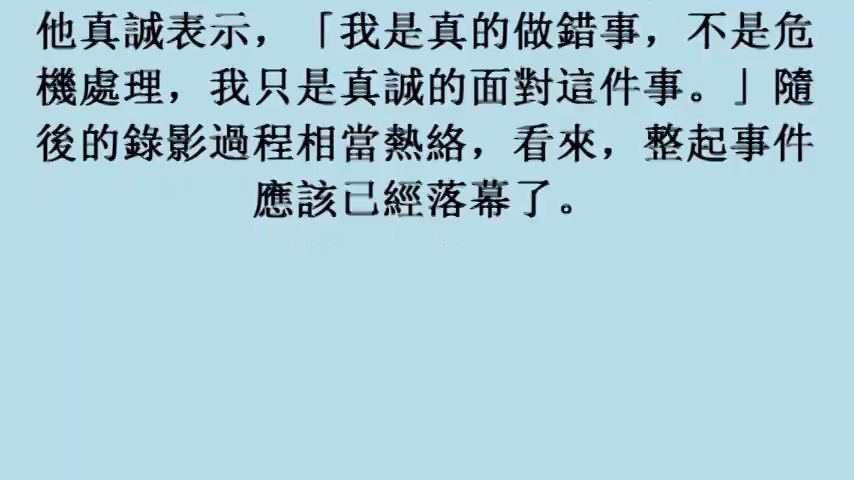 他真誠表示，「我是真的做錯事，不是危
機處理，我只是真誠的面對這件事。」隨
後的錄影過程相當熱絡，看來，整起事件
應該已經落幕了。